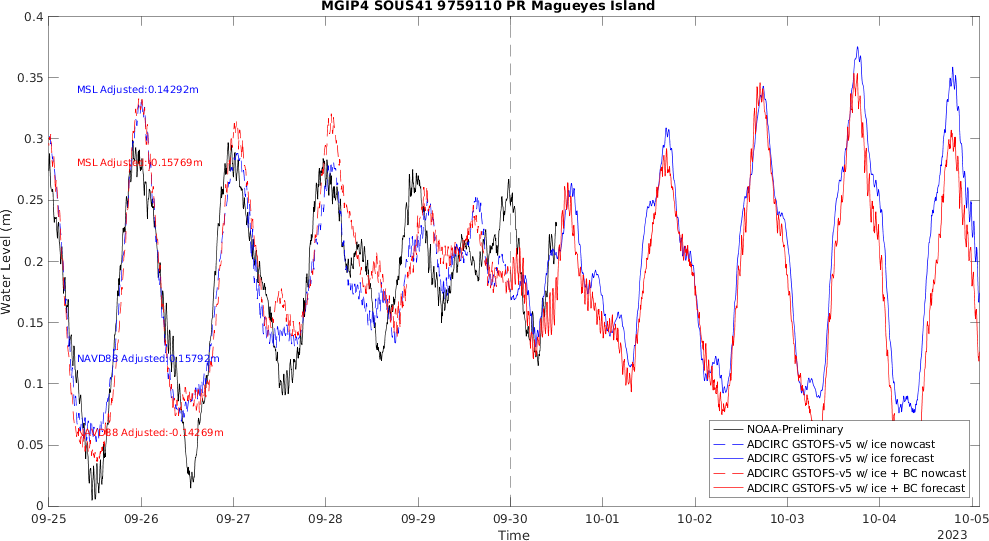 MGIP4 SOUS41 9759110 PR Magueyes Island
0.4
0.35
0.3
0.25
0.2
0.15
0.1
0.05
0
Water Level (m)
MSL Adjusted:0.14292m
MSL Adjusted:-0.15769m
NAVD88 Adjusted:0.15792m
NAVD88 Adjusted:-0.14269m
NOAA-Preliminary
ADCIRC GSTOFS-v5 w/ ice nowcast
ADCIRC GSTOFS-v5 w/ ice forecast
ADCIRC GSTOFS-v5 w/ ice + BC nowcast
ADCIRC GSTOFS-v5 w/ ice + BC forecast
09-25 09-26 09-27 09-28 09-29 09-30 10-01 10-02 10-03 10-04 10-05
Time
2023